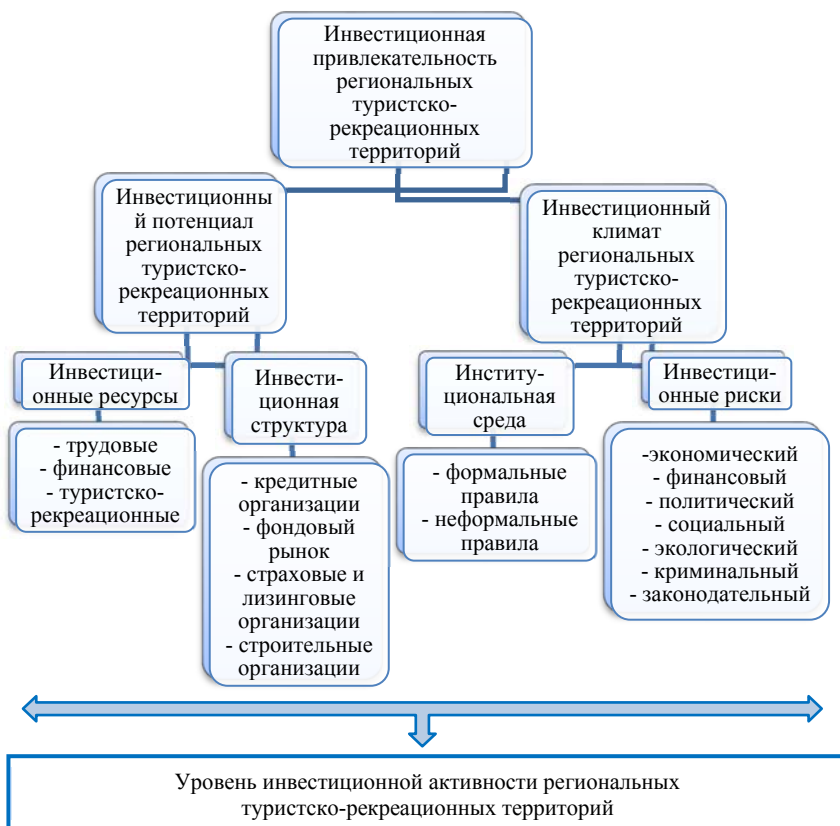 Инвестиционная
привлекательность
региональных
туристско-
рекреационных
территорий
Инвестиционны
й потенциал
региональных
туристско-
рекреационных
территорий
Инвестиционный
климат
региональных
туристско-
рекреационных
территорий
Инвестици-
онные ресурсы
Инвести-
ционная
структура
Институ-
циональная
среда
Инвестици-
онные риски
- трудовые
- финансовые
- туристско-
рекреационные
- кредитные
организации
- фондовый
рынок
- страховые и
лизинговые
организации
- строительные
организации
- формальные
правила
- неформальные
правила
-экономический
- финансовый
- политический
- социальный
- экологический
- криминальный
- законодательный
Уровень инвестиционной активности региональных
туристско-рекреационных территорий